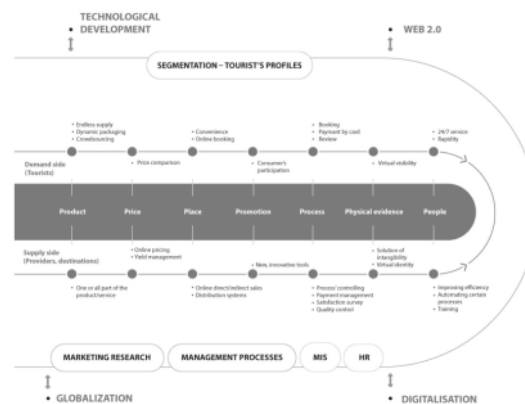 TECHNOLOGICAL
DEVELOPMENT
WEB 2.0
SEGMENTATION – TOURIST'S PROFILES
• Endless supply
• Dynamic packaging
• Crowdsourcing
• Convenience
• Online booking
• Booking
• Payment by card
• Review
• 24/7 service
• Rapidity
Demand side
(Tourists)
• Price comparison
• Consumer's
participation
• Virtual visibility
Product
Price
Place
Promotion
Process
Physical evidence
People
Supply side
(Providers, destinations)
• Online pricing
• Yield management
• New, innovative tools
• Solution of
intangibility
• Virtual identity
• One or all part of the
product/service
• Online direct/indirect sales
• Distribution systems
• Process' controlling
• Payment management
• Satisfaction survey
• Quality control
• Improving efficiency
• Automating certain
processes
• Training
MARKETING RESEARCH
MANAGEMENT PROCESSES
MIS
HR
• GLOBALIZATION
• DIGITALISATION